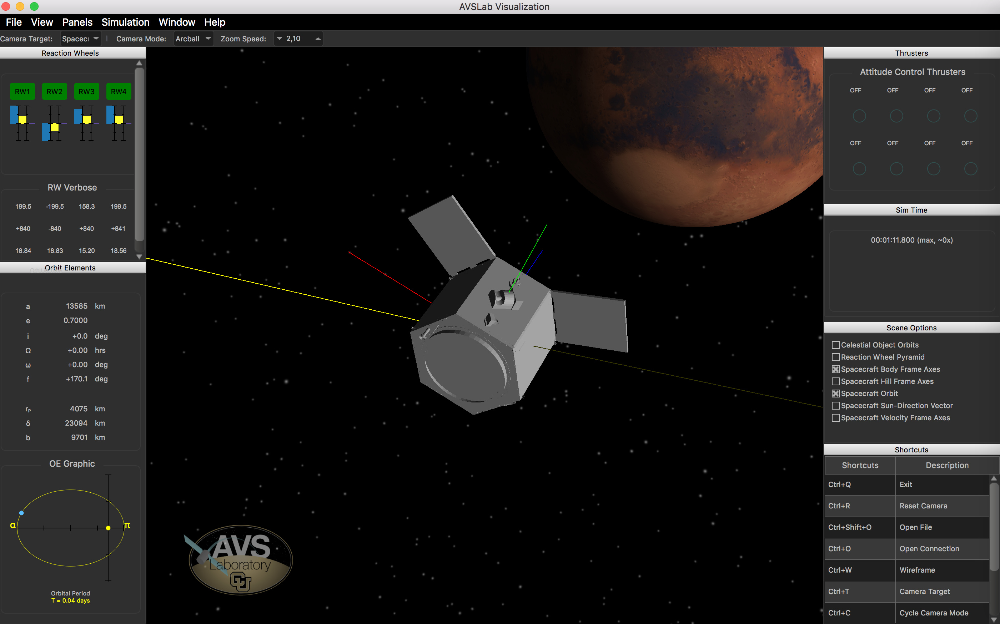 AVSLab Visualization
File View Panels Simulation Window Help
Camera Target: Spacecr Camera Mode: Arcball Zoom Speed: 2,10
Reaction Wheels
RW1 RW2 RW3 RW4
RW Verbose
199.5 -199.5 158.3 199.5
+840 -840 +840 +841
18.84 18.83 15.20 18.56
Orbit Elements
a 13585 km
e 0.7000
i +0.0 deg
Ω +0.00 hrs
ω +0.00 deg
f +170.1 deg
rₚ 4075 km
δ 23094 km
b 9701 km
OE Graphic
α π
Orbital Period
T = 0.04 days
AVS
Laboratory
CU
Thrusters
Attitude Control Thrusters
OFF OFF OFF OFF
OFF OFF OFF OFF
Sim Time
00:01:11.800 (max, ~0x)
Scene Options
Celestial Object Orbits
Reaction Wheel Pyramid
Spacecraft Body Frame Axes
Spacecraft Hill Frame Axes
Spacecraft Orbit
Spacecraft Sun-Direction Vector
Spacecraft Velocity Frame Axes
Shortcuts
Shortcuts Description
Ctrl+Q Exit
Ctrl+R Reset Camera
Ctrl+Shift+O Open File
Ctrl+O Open Connection
Ctrl+W Wireframe
Ctrl+T Camera Target
Ctrl+C Cycle Camera Mode